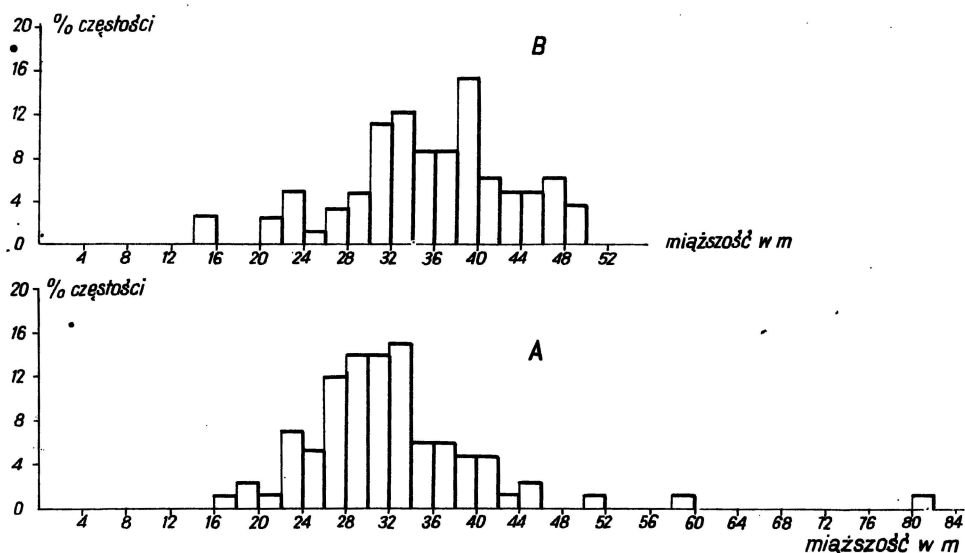 20 % częstości
B
16
12
8
4
0
4 8 12 16 20 24 28 32 36 40 44 48 52
miąższość w m
20 % częstości
A
16
12
8
4
0
4 8 12 16 20 24 28 32 36 40 44 48 52 56 60 64 68 72 76 80 84
miąższość w m